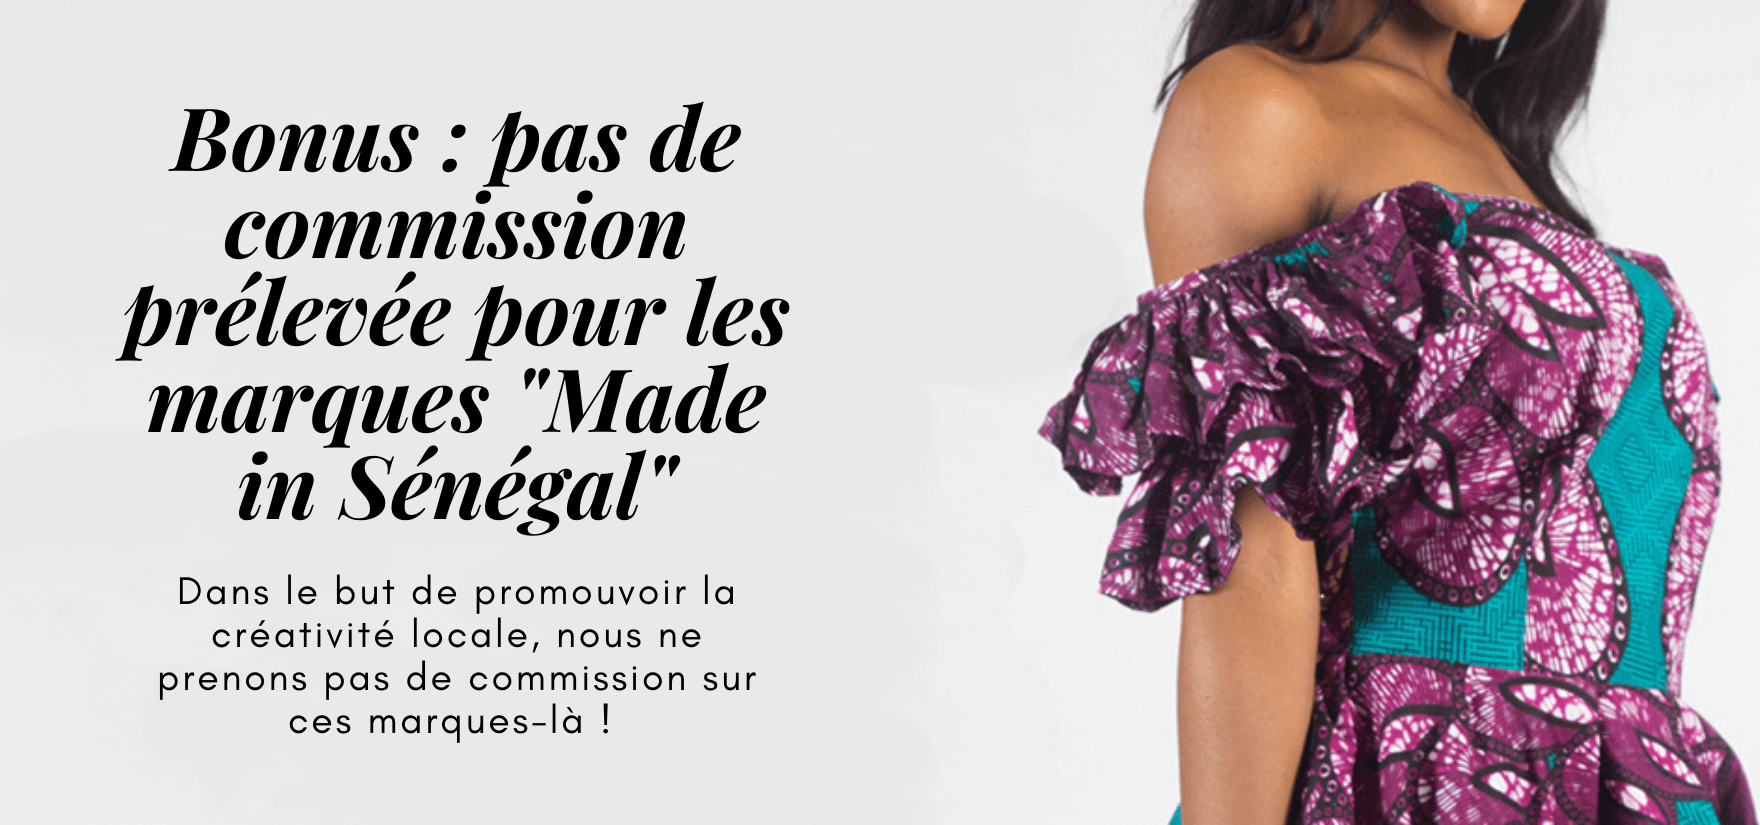 Bonus : pas de
commission
prélevée pour les
marques "Made
in Sénégal"
Dans le but de promouvoir la
créativité locale, nous ne
prenons pas de commission sur
ces marques-là !